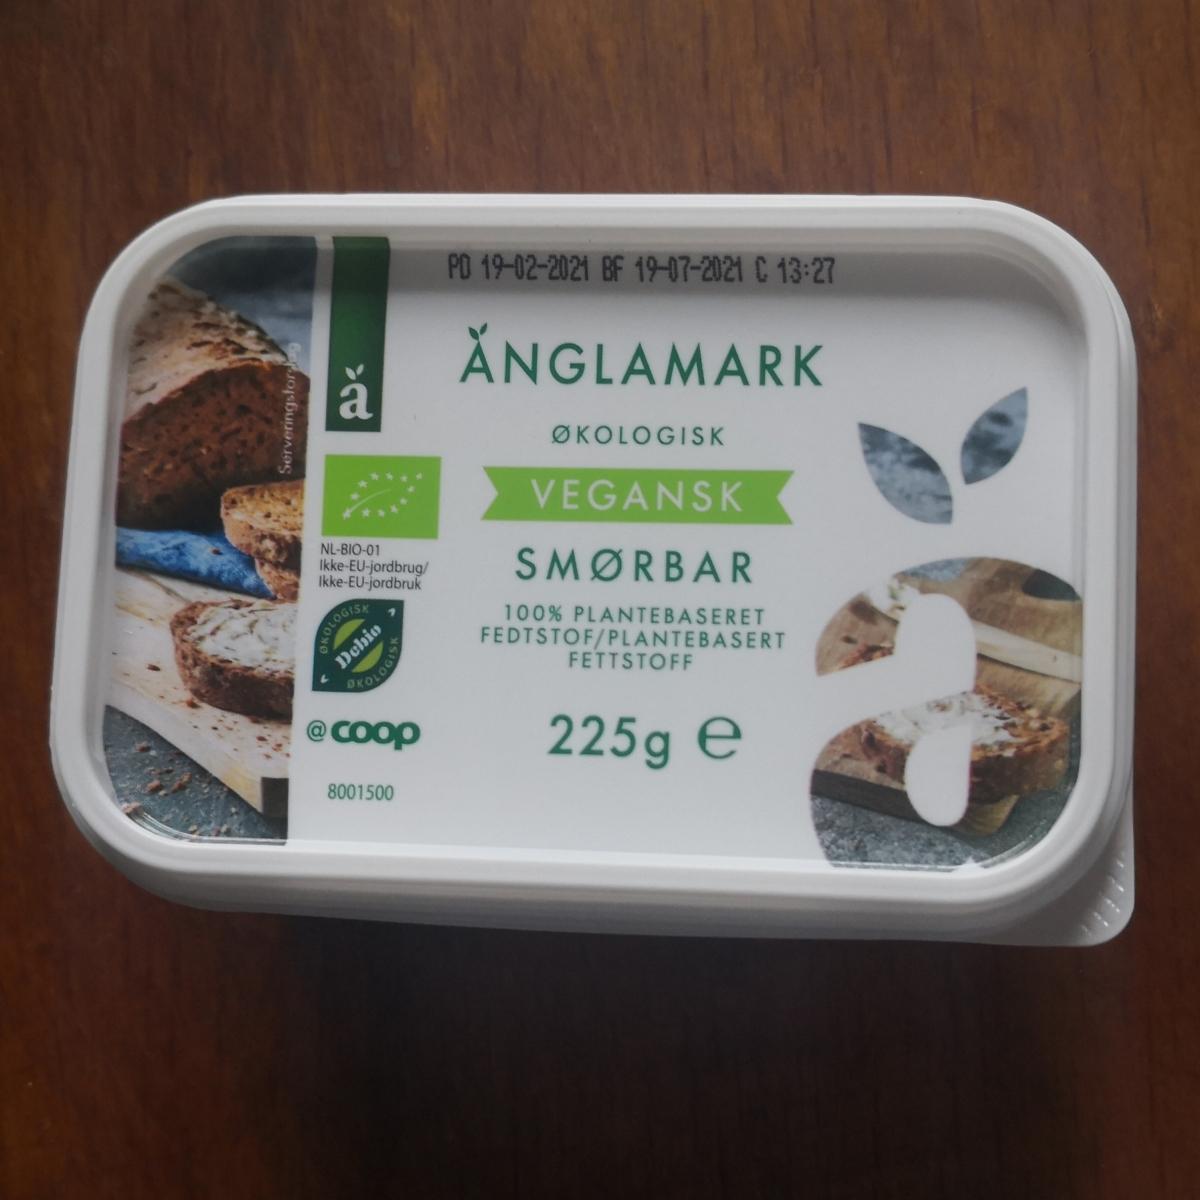 PD 19-02-2021 BF 19-07-2021 C 13:27
ÄNGLAMARK
ØKOLOGISK
VEGANSK
SMØRBAR
100% PLANTEBASERET
FEDTSTOF/PLANTEBASERT
FETTSTOFF
225g ℮
Serveringsforslag
ä
NL-BIO-01
Ikke-EU-jordbrug/
Ikke-EU-jordbruk
ØKOLOGISK
Debio
ØKOLOGISK
@coop
8001500